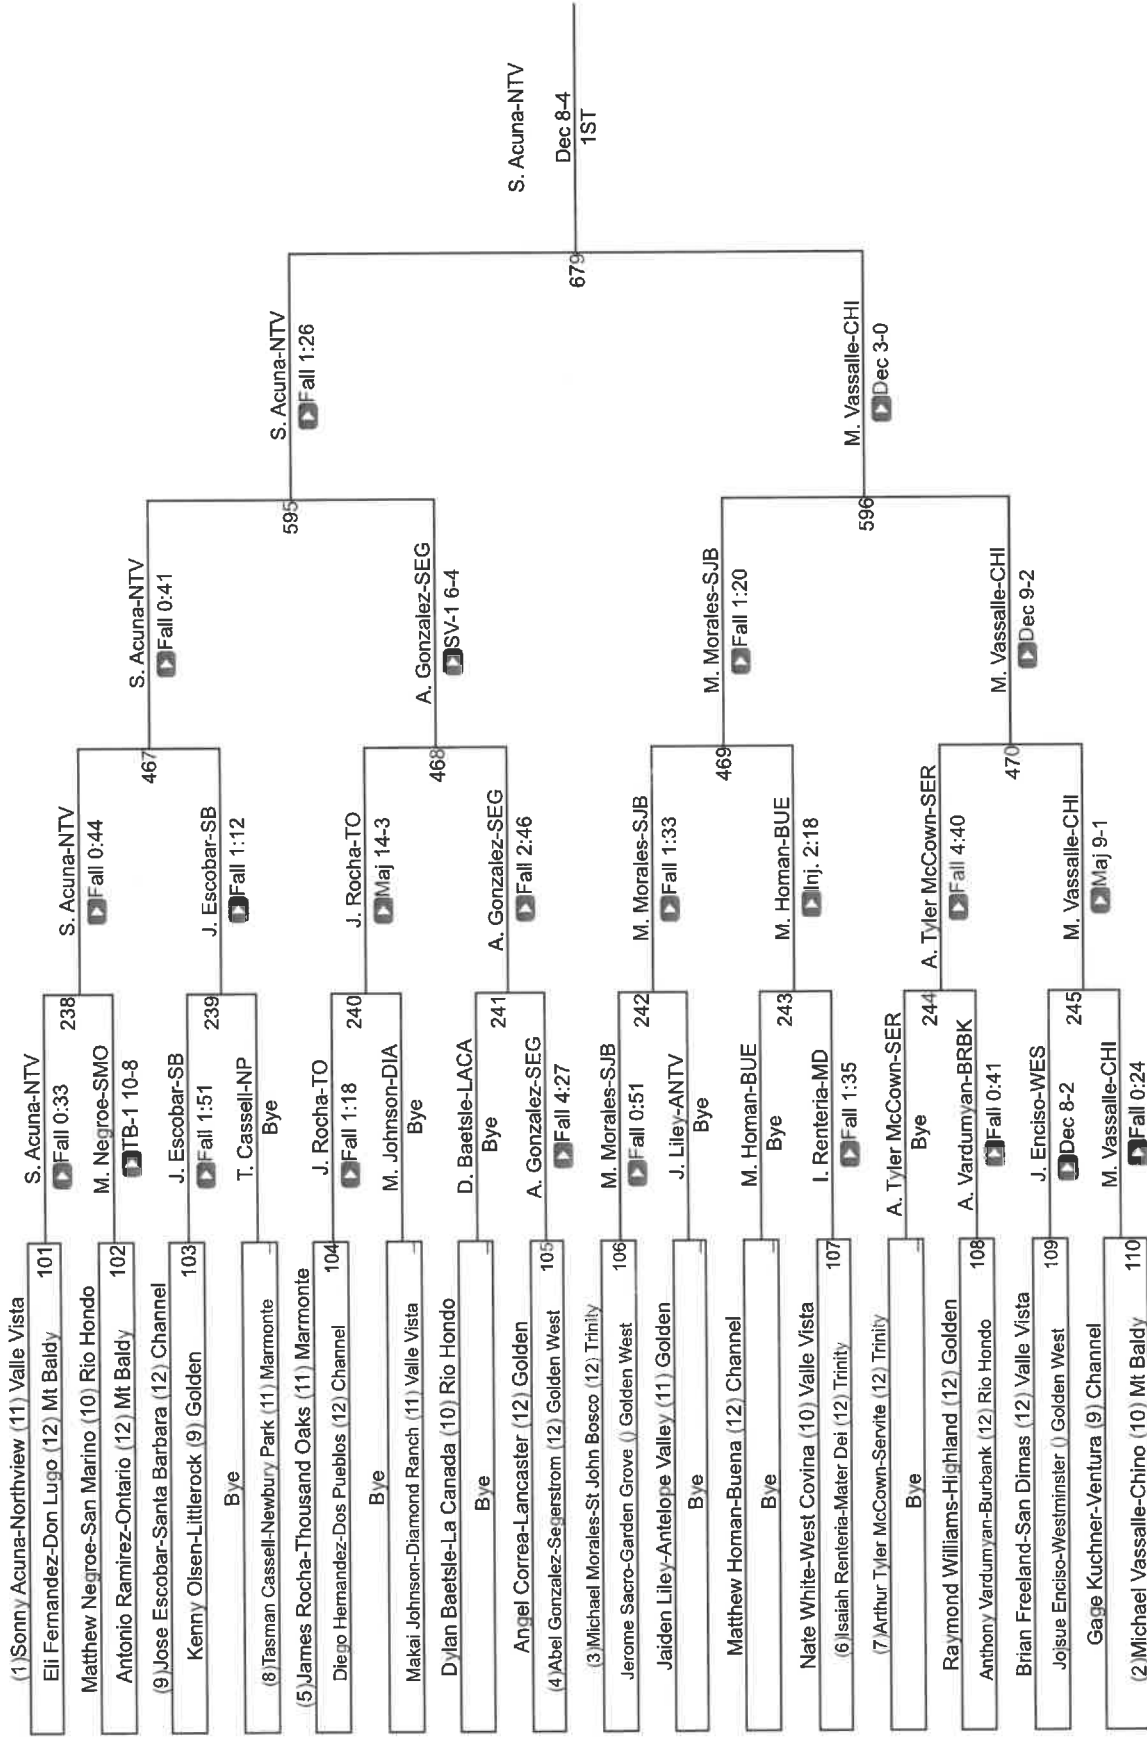 (1)Sonny Acuna-Northview (11) Valle Vista
101
Eli Fernandez-Don Lugo (12) Mt Baldy
Matthew Negroe-San Marino (10) Rio Hondo
102
Antonio Ramirez-Ontario (12) Mt Baldy
(9)Jose Escobar-Santa Barbara (12) Channel
103
Kenny Olsen-Littlerock (9) Golden
Bye
(8)Tasman Cassell-Newbury Park (11) Marmonte
(5)James Rocha-Thousand Oaks (11) Marmonte
104
Diego Hernandez-Dos Pueblos (12) Channel
Bye
Makai Johnson-Diamond Ranch (11) Valle Vista
Dylan Baetsle-La Canada (10) Rio Hondo
Bye
Angel Correa-Lancaster (12) Golden
105
(4)Abel Gonzalez-Segerstrom (12) Golden West
(3)Michael Morales-St John Bosco (12) Trinity
106
Jerome Sacro-Garden Grove () Golden West
Jaiden Liley-Antelope Valley (11) Golden
Bye
Matthew Homan-Buena (12) Channel
Bye
Nate White-West Covina (10) Valle Vista
107
(6)Isaiah Renteria-Mater Dei (12) Trinity
(7)Arthur Tyler McCown-Servite (12) Trinity
Bye
Raymond Williams-Highland (12) Golden
108
Anthony Vardumyan-Burbank (12) Rio Hondo
Brian Freeland-San Dimas (12) Valle Vista
109
Jojsue Enciso-Westminster () Golden West
Gage Kuchner-Ventura (9) Channel
110
(2)Michael Vassalle-Chino (10) Mt Baldy
S. Acuna-NTV
Fall 0:33
238
M. Negroe-SMO
TB-1 10-8
J. Escobar-SB
Fall 1:51
239
T. Cassell-NP
Bye
J. Rocha-TO
Fall 1:18
240
M. Johnson-DIA
Bye
D. Baetsle-LACA
Bye
241
A. Gonzalez-SEG
Fall 4:27
M. Morales-SJB
Fall 0:51
242
J. Liley-ANTV
Bye
M. Homan-BUE
Bye
243
I. Renteria-MD
Fall 1:35
A. Tyler McCown-SER
Bye
244
A. Vardumyan-BRBK
Fall 0:41
J. Enciso-WES
Dec 8-2
245
M. Vassalle-CHI
Fall 0:24
S. Acuna-NTV
Fall 0:44
467
J. Escobar-SB
Fall 1:12
J. Rocha-TO
Maj 14-3
468
A. Gonzalez-SEG
Fall 2:46
M. Morales-SJB
Fall 1:33
469
M. Homan-BUE
Inj. 2:18
A. Tyler McCown-SER
Fall 4:40
470
M. Vassalle-CHI
Maj 9-1
S. Acuna-NTV
Fall 0:41
595
A. Gonzalez-SEG
SV-1 6-4
M. Morales-SJB
Fall 1:20
596
M. Vassalle-CHI
Dec 9-2
S. Acuna-NTV
Fall 1:26
679
M. Vassalle-CHI
Dec 3-0
S. Acuna-NTV
Dec 8-4
1ST